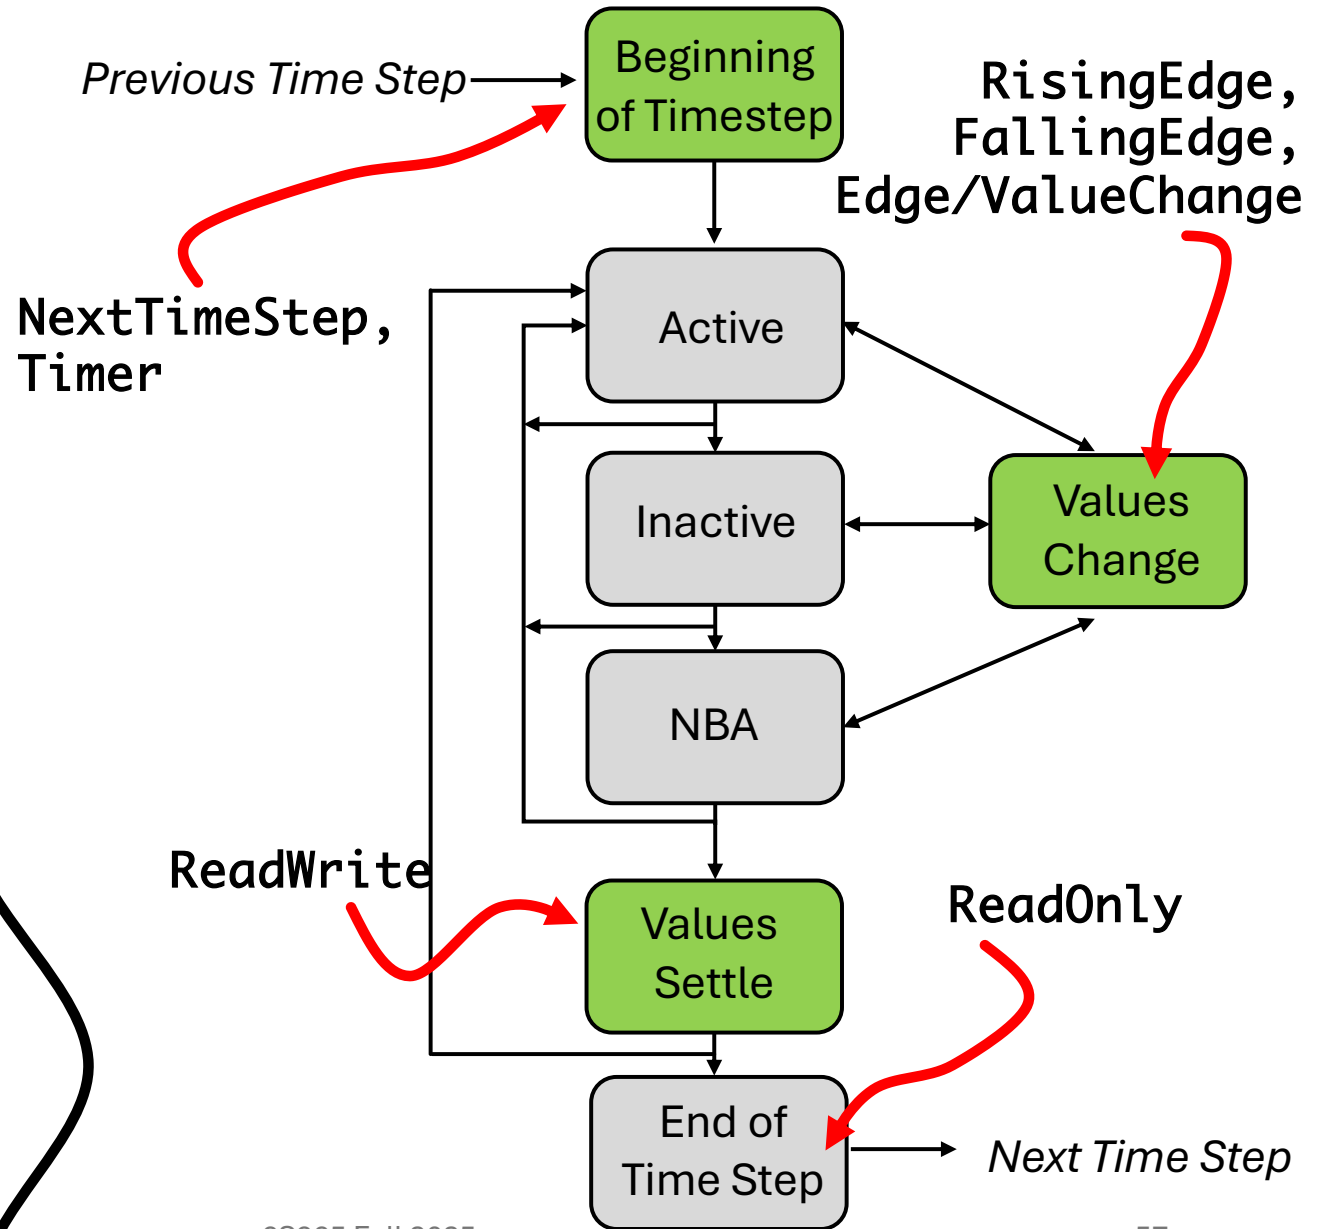 Previous Time Step
Beginning
of Timestep
RisingEdge,
FallingEdge,
Edge/ValueChange
NextTimeStep,
Timer
Active
Inactive
Values
Change
NBA
ReadWrite
Values
Settle
ReadOnly
End of
Time Step
Next Time Step